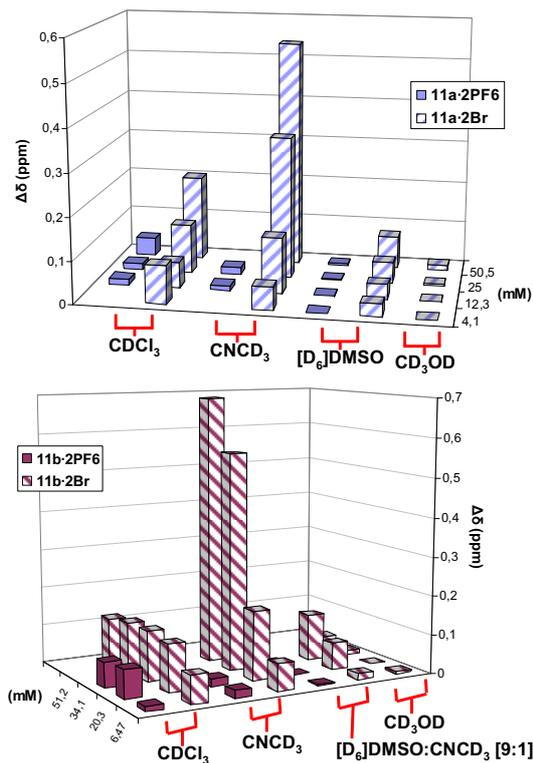 0,6
0,5
0,4
0,3
0,2
0,1
0
Δδ (ppm)
11a·2PF6
11a·2Br
50,5
25
12,3
4,1
(mM)
CDCl₃
CNCD₃
[D₆]DMSO
CD₃OD
0,7
0,6
0,5
0,4
0,3
0,2
0,1
0
Δδ (ppm)
11b·2PF6
11b·2Br
(mM)
51,2
34,1
20,3
6,47
CDCl₃
CNCD₃
[D₆]DMSO:CNCD₃ [9:1]
CD₃OD